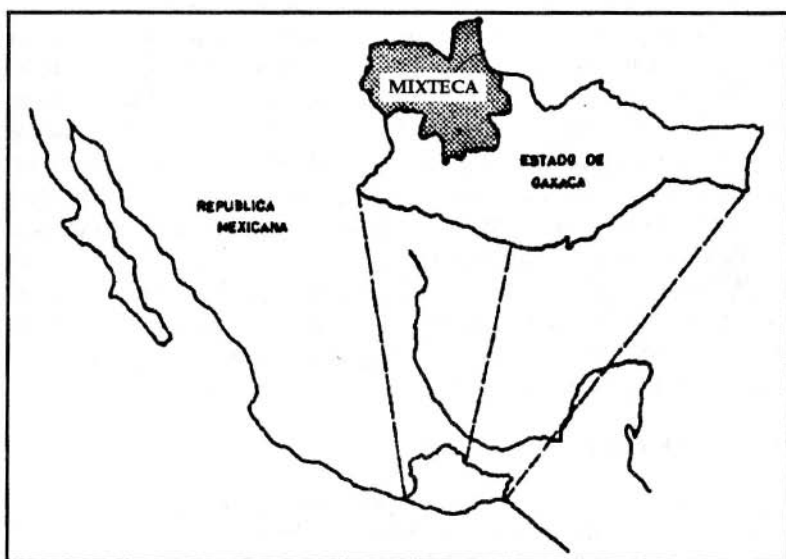 MIXTECA
ESTADO DE
OAXACA
REPUBLICA
MEXICANA